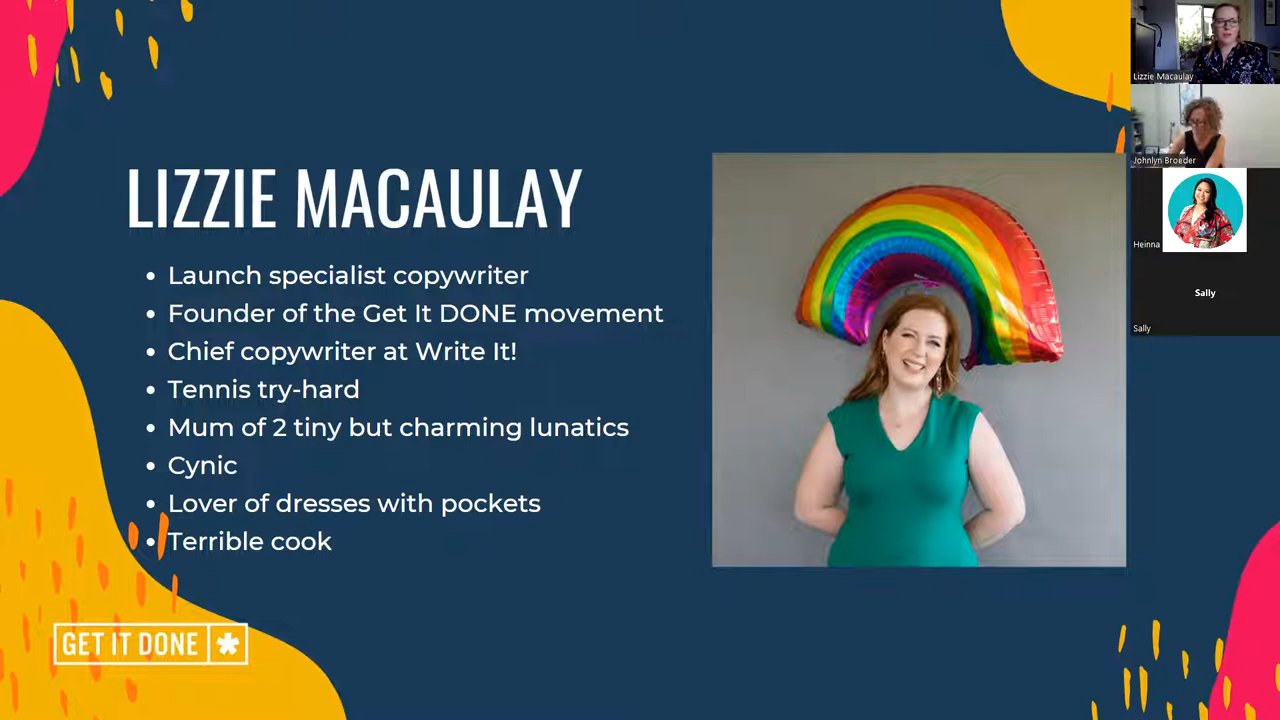 LIZZIE MACAULAY
• Launch specialist copywriter
• Founder of the Get It DONE movement
• Chief copywriter at Write It!
• Tennis try-hard
• Mum of 2 tiny but charming lunatics
• Cynic
• Lover of dresses with pockets
• Terrible cook
GET IT DONE *
Lizzie Macaulay
Johnlyn Broeder
Heinna
Sally
Sally